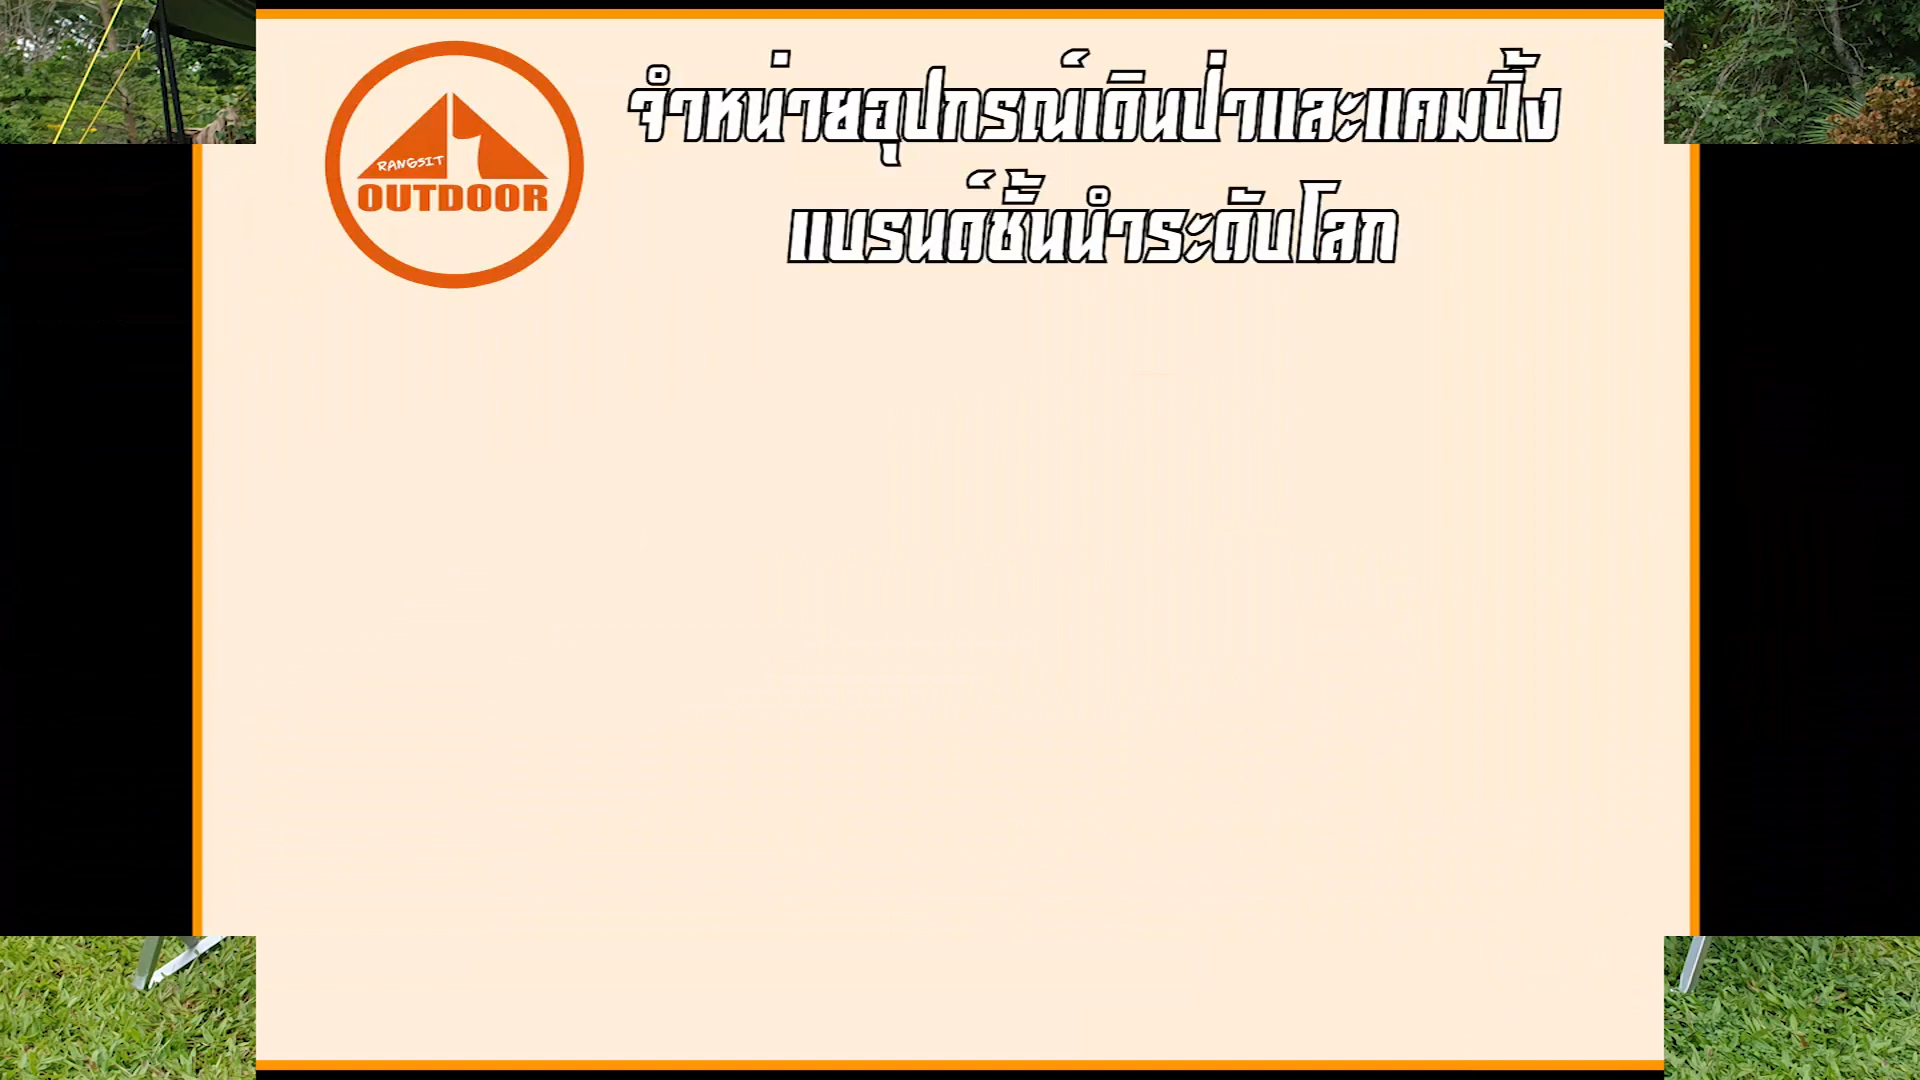 RANGSIT
OUTDOOR
จำหน่ายอุปกรณ์เดินป่าและแคมปิ้ง
แบรนด์ชั้นนำระดับโลก